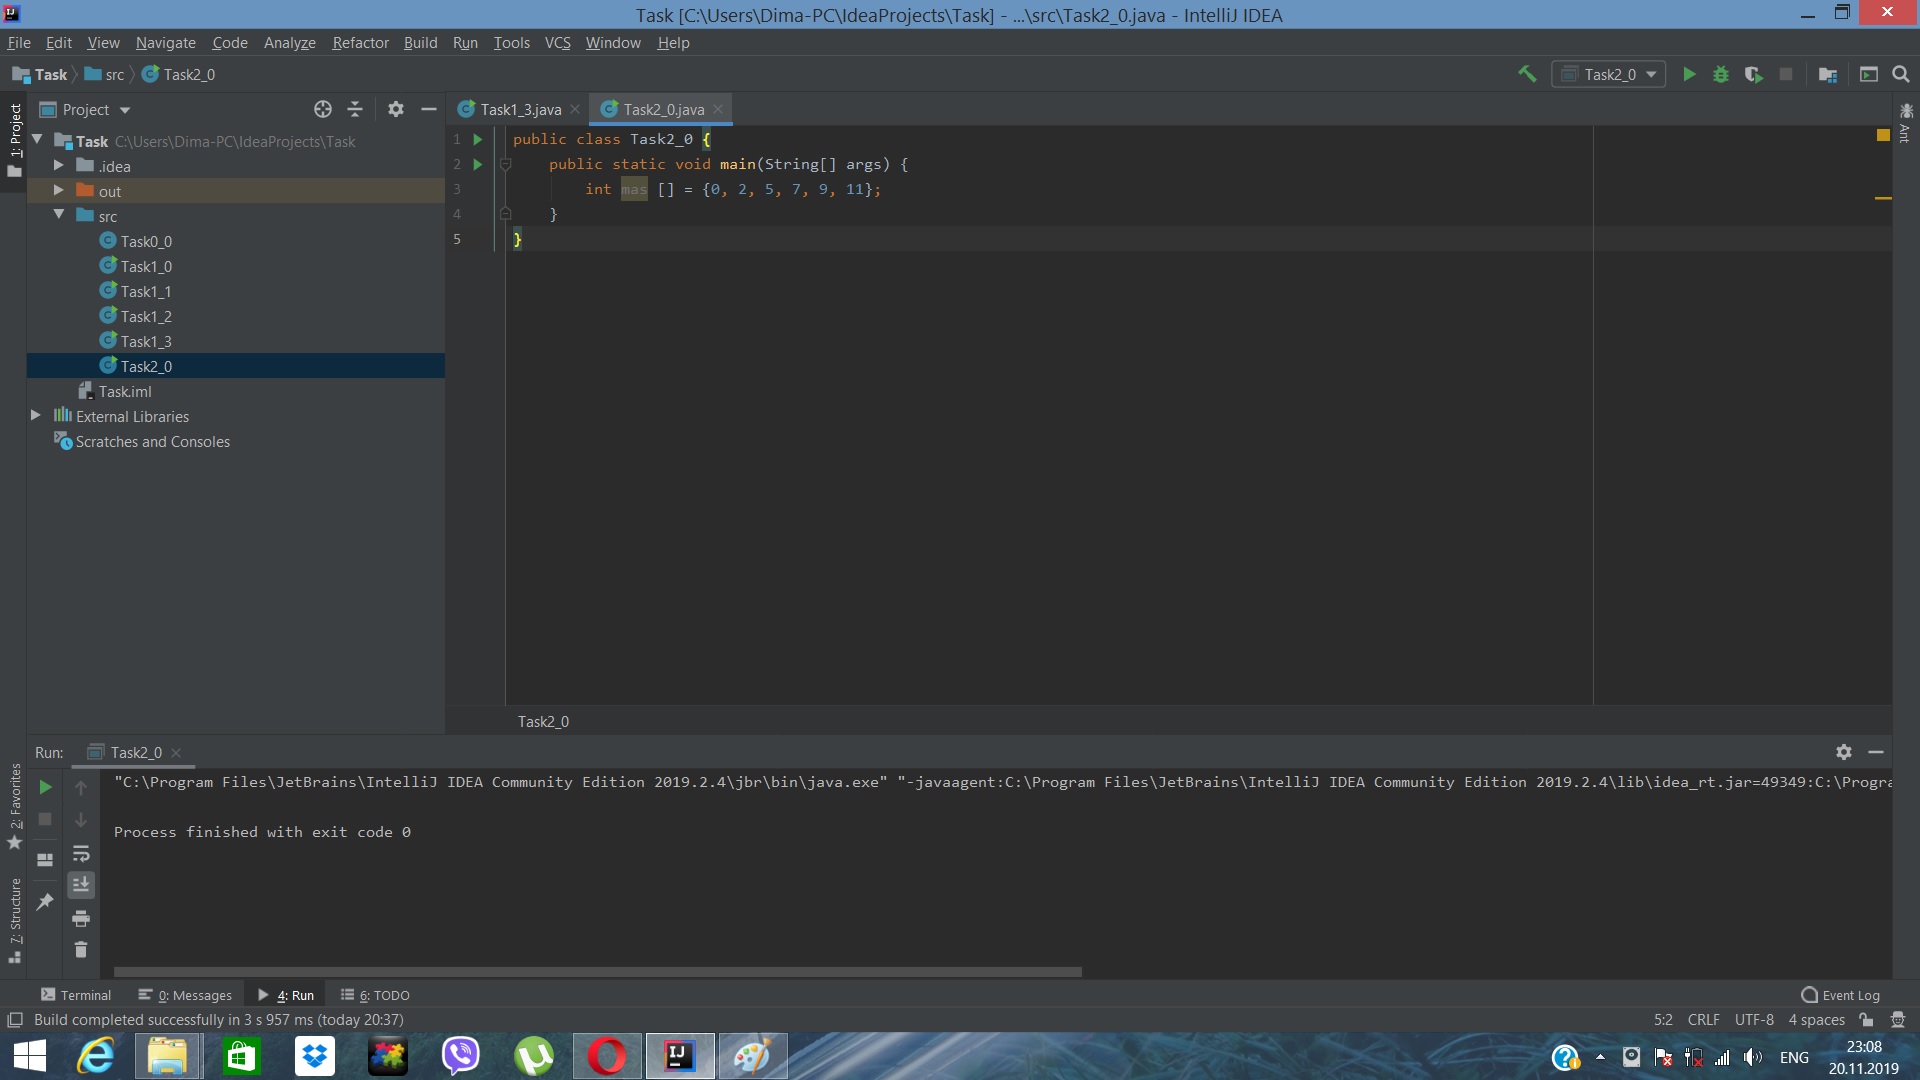 Task [C:\Users\Dima-PC\IdeaProjects\Task] - ...\src\Task2_0.java - IntelliJ IDEA
File Edit View Navigate Code Analyze Refactor Build Run Tools VCS Window Help
Task src Task2_0
Task2_0
1: Project
Project
Task C:\Users\Dima-PC\IdeaProjects\Task
.idea
out
src
Task0_0
Task1_0
Task1_1
Task1_2
Task1_3
Task2_0
Task.iml
External Libraries
Scratches and Consoles
Task1_3.java Task2_0.java
1 public class Task2_0 {
2 public static void main(String[] args) {
3 int mas [] = {0, 2, 5, 7, 9, 11};
4 }
5 }
Task2_0
Ant
Run: Task2_0
"C:\Program Files\JetBrains\IntelliJ IDEA Community Edition 2019.2.4\jbr\bin\java.exe" "-javaagent:C:\Program Files\JetBrains\IntelliJ IDEA Community Edition 2019.2.4\lib\idea_rt.jar=49349:C:\Progra
Process finished with exit code 0
2: Favorites
7: Structure
Terminal 0: Messages 4: Run 6: TODO Event Log
Build completed successfully in 3 s 957 ms (today 20:37) 5:2 CRLF UTF-8 4 spaces
ENG 23:08
20.11.2019